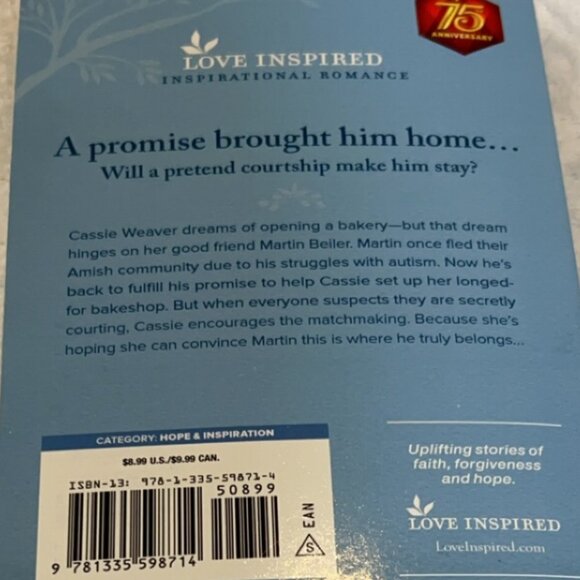 75
ANNIVERSARY
LOVE INSPIRED
INSPIRATIONAL ROMANCE
A promise brought him home...
Will a pretend courtship make him stay?
Cassie Weaver dreams of opening a bakery—but that dream
hinges on her good friend Martin Beiler. Martin once fled their
Amish community due to his struggles with autism. Now he's
back to fulfill his promise to help Cassie set up her longed-
for bakeshop. But when everyone suspects they are secretly
courting, Cassie encourages the matchmaking. Because she's
hoping she can convince Martin this is where he truly belongs...
CATEGORY: HOPE & INSPIRATION
$8.99 U.S./$9.99 CAN.
ISBN-13: 978-1-335-59871-4
50899
EAN
S
9 781335 598714
Uplifting stories of
faith, forgiveness
and hope.
LOVE INSPIRED
LoveInspired.com